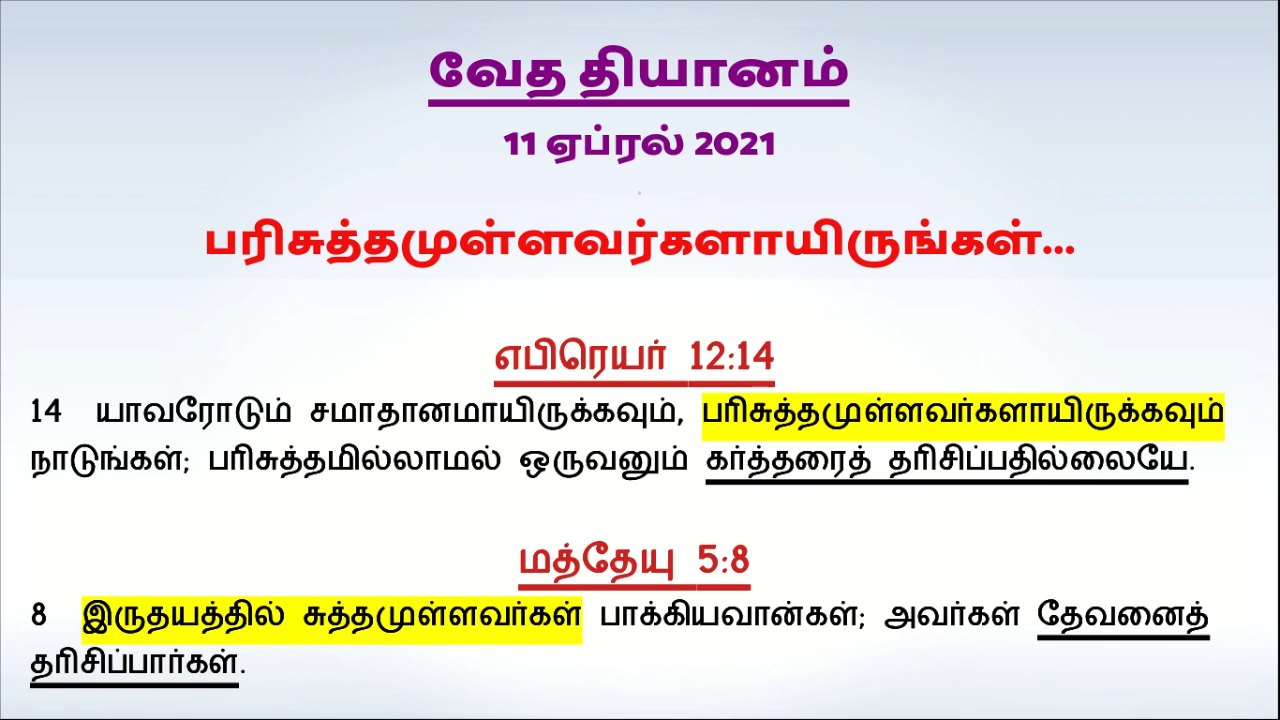 வேத தியானம்
11 ஏப்ரல் 2021
பரிசுத்தமுள்ளவர்களாயிருங்கள்...
எபிரெயர் 12:14
14 யாவரோடும் சமாதானமாயிருக்கவும், பரிசுத்தமுள்ளவர்களாயிருக்கவும்
நாடுங்கள்; பரிசுத்தமில்லாமல் ஒருவனும் கர்த்தரைத் தரிசிப்பதில்லையே.
மத்தேயு 5:8
8 இருதயத்தில் சுத்தமுள்ளவர்கள் பாக்கியவான்கள்; அவர்கள் தேவனைத்
தரிசிப்பார்கள்.